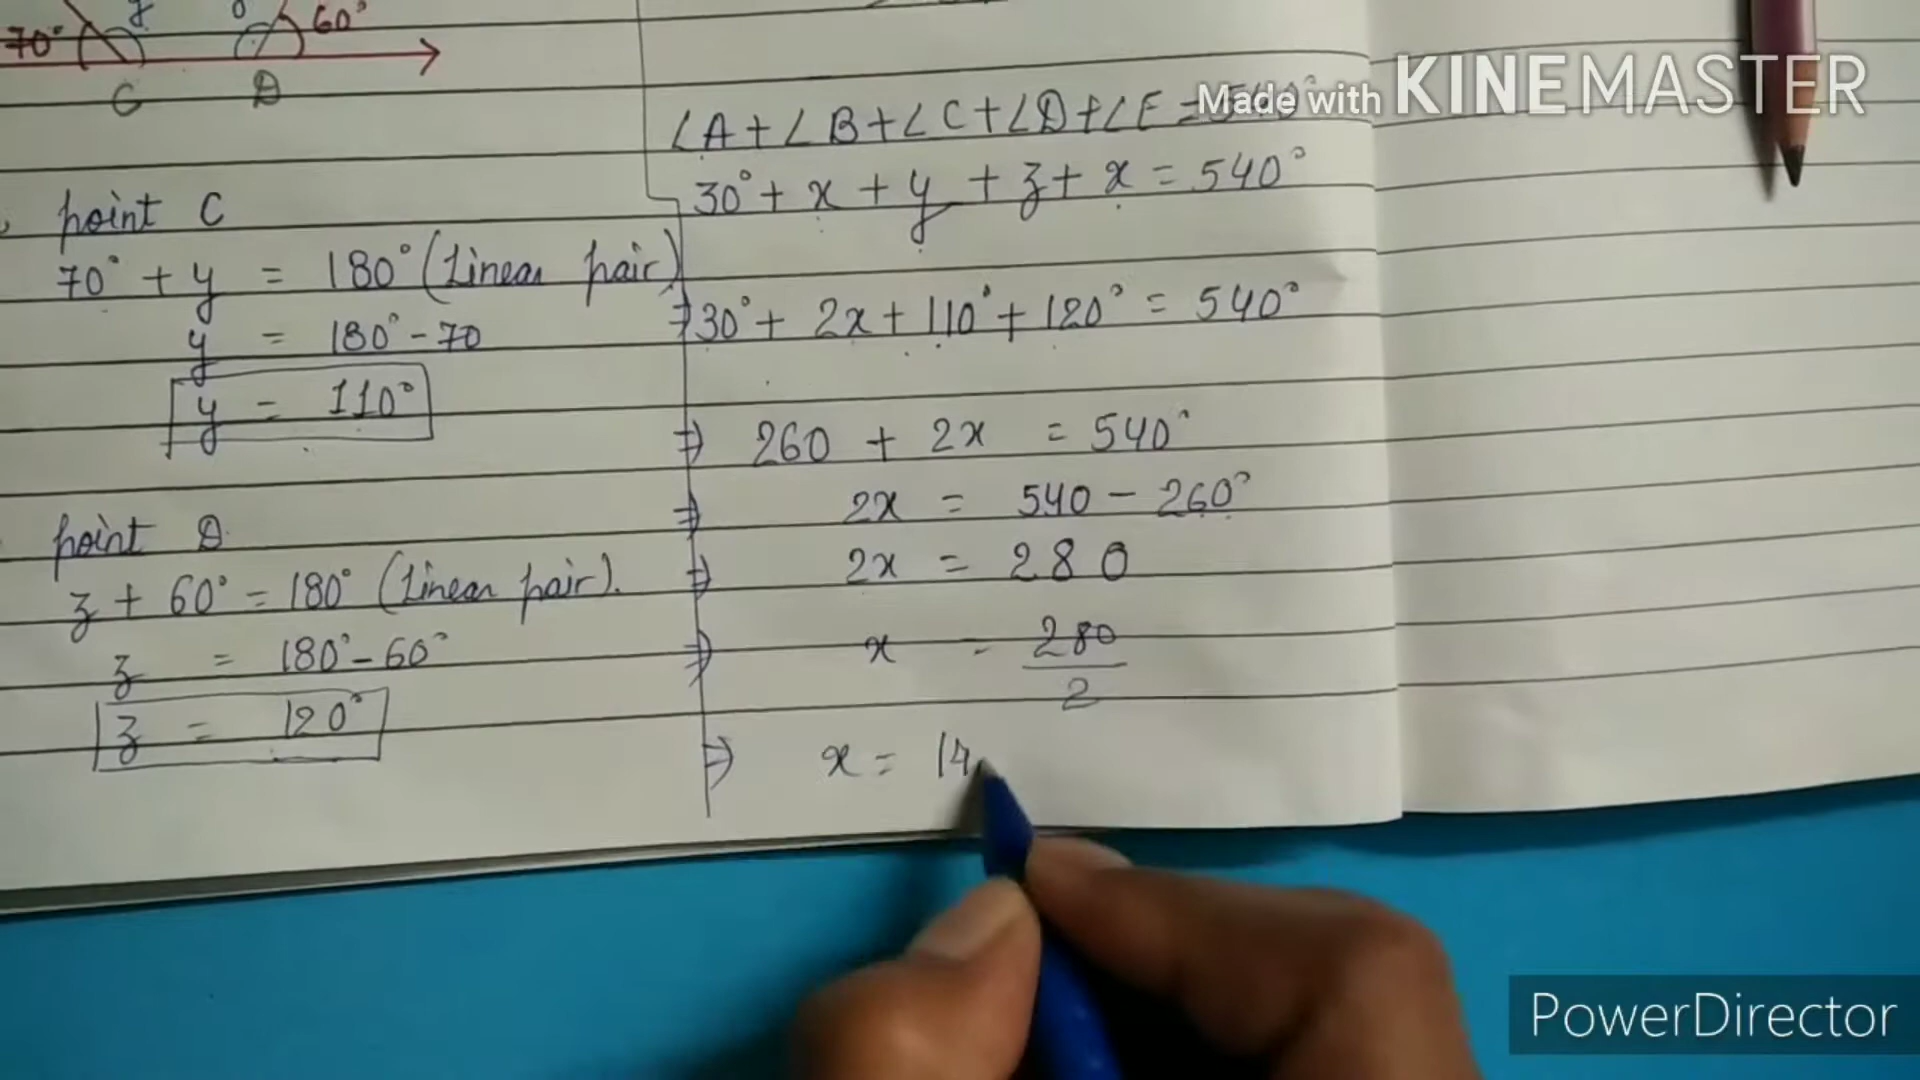 70° y 60°
C D
point C
70° + y = 180° (Linear pair)
y = 180° - 70
y = 110°
point D
z + 60° = 180° (Linear pair).
z = 180° - 60°
z = 120°
Made with KINEMASTER
∠A + ∠B + ∠C + ∠D + ∠E = 540°
30° + x + y + z + x = 540°
⇒ 30° + 2x + 110° + 120° = 540°
⇒ 260 + 2x = 540°
⇒ 2x = 540 - 260°
⇒ 2x = 280
⇒ x = 280/2
⇒ x = 14
PowerDirector